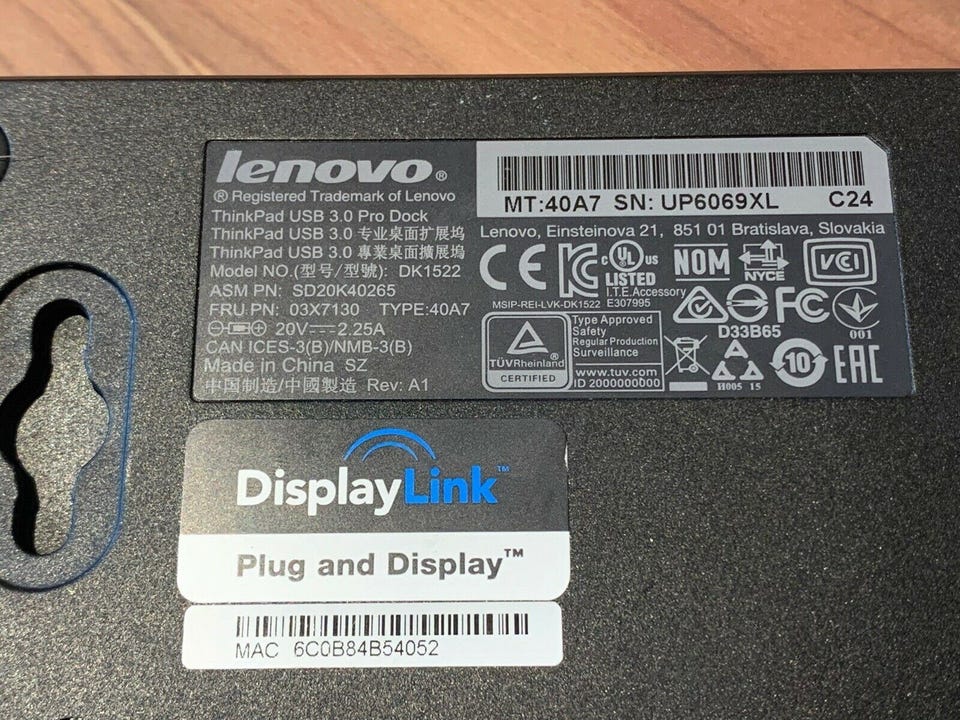 lenovo®
® Registered Trademark of Lenovo
ThinkPad USB 3.0 Pro Dock
ThinkPad USB 3.0 专业桌面扩展坞
ThinkPad USB 3.0 專業桌面擴展塢
Model NO.(型号/型號): DK1522
ASM PN: SD20K40265
FRU PN: 03X7130 TYPE:40A7
20V⎓2.25A
CAN ICES-3(B)/NMB-3(B)
Made in China SZ
中国制造/中國製造 Rev: A1
MT:40A7 SN: UP6069XL C24
Lenovo, Einsteinova 21, 851 01 Bratislava, Slovakia
CE
KC
MSIP-REI-LVK-DK1522
c UL us
LISTED
I.T.E.Accessory
E307995
NOM
NYCE
VCI
D33B65
FC
001
TÜVRheinland
CERTIFIED
Type Approved
Safety
Regular Production
Surveillance
www.tuv.com
ID 2000000000
H005 15
10
EAC
DisplayLink™
Plug and Display™
MAC 6C0B84B54052